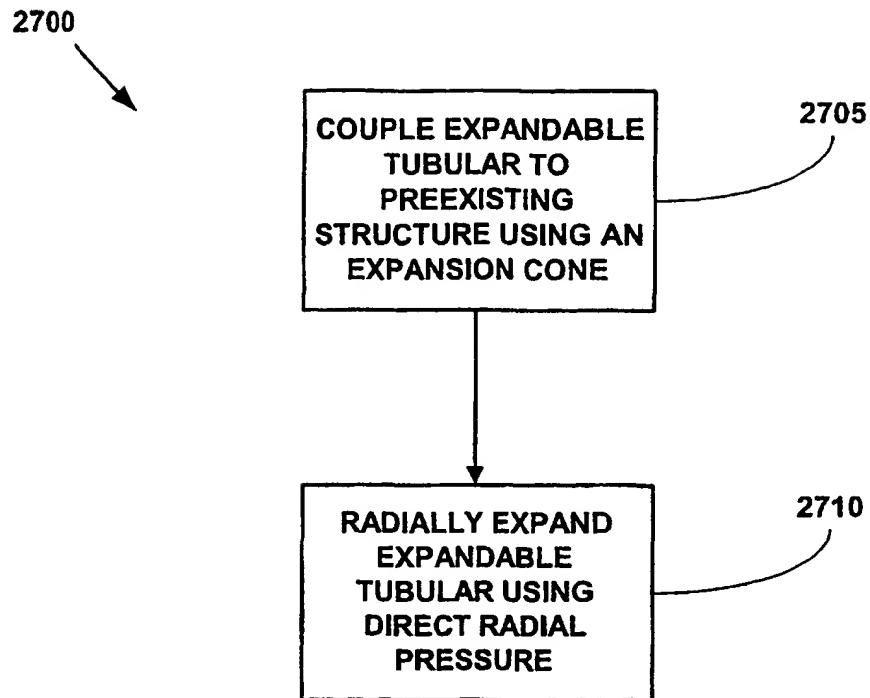 2700
COUPLE EXPANDABLE
TUBULAR TO
PREEXISTING
STRUCTURE USING AN
EXPANSION CONE
2705
RADIALLY EXPAND
EXPANDABLE
TUBULAR USING
DIRECT RADIAL
PRESSURE
2710